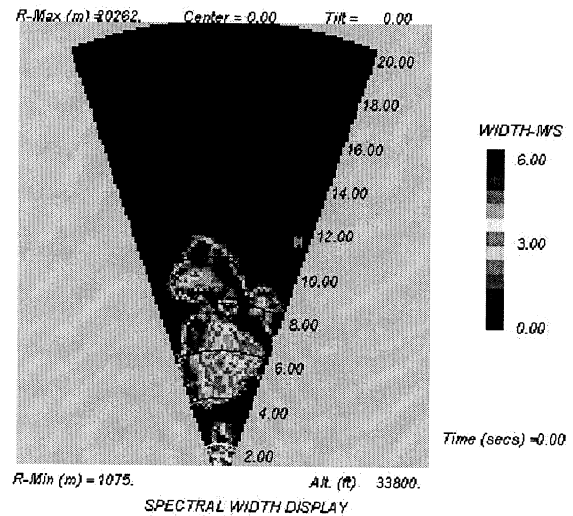 R-Max (m) =20262. Center = 0.00 Tilt = 0.00
20.00
18.00
16.00
14.00
12.00
10.00
8.00
6.00
4.00
2.00
WIDTH-M/S
6.00
3.00
0.00
Time (secs) =0.00
R-Min (m) = 1075. Alt. (ft) 33800.
SPECTRAL WIDTH DISPLAY